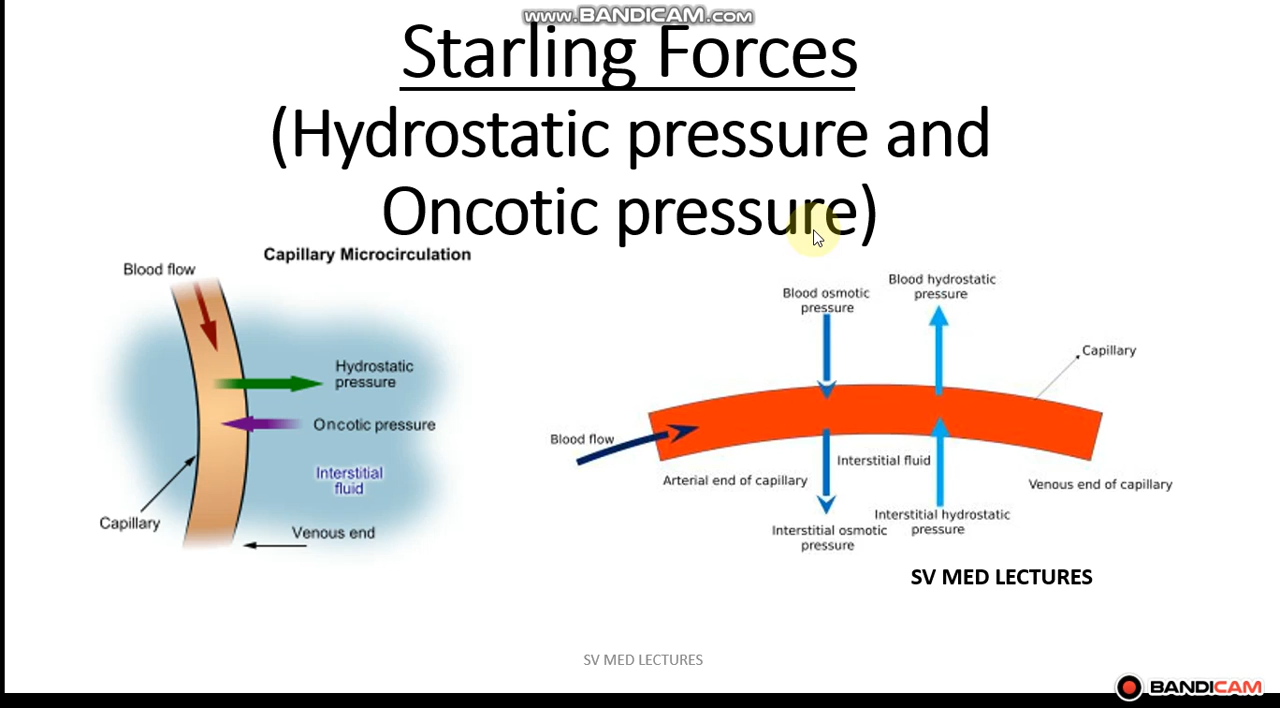 www.BANDICAM.com
Starling Forces
(Hydrostatic pressure and
Oncotic pressure)
Capillary Microcirculation
Blood flow
Hydrostatic
pressure
Oncotic pressure
Interstitial
fluid
Capillary
Venous end
Blood osmotic
pressure
Blood hydrostatic
pressure
Capillary
Blood flow
Interstitial fluid
Arterial end of capillary
Venous end of capillary
Interstitial osmotic
pressure
Interstitial hydrostatic
pressure
SV MED LECTURES
SV MED LECTURES
BANDICAM